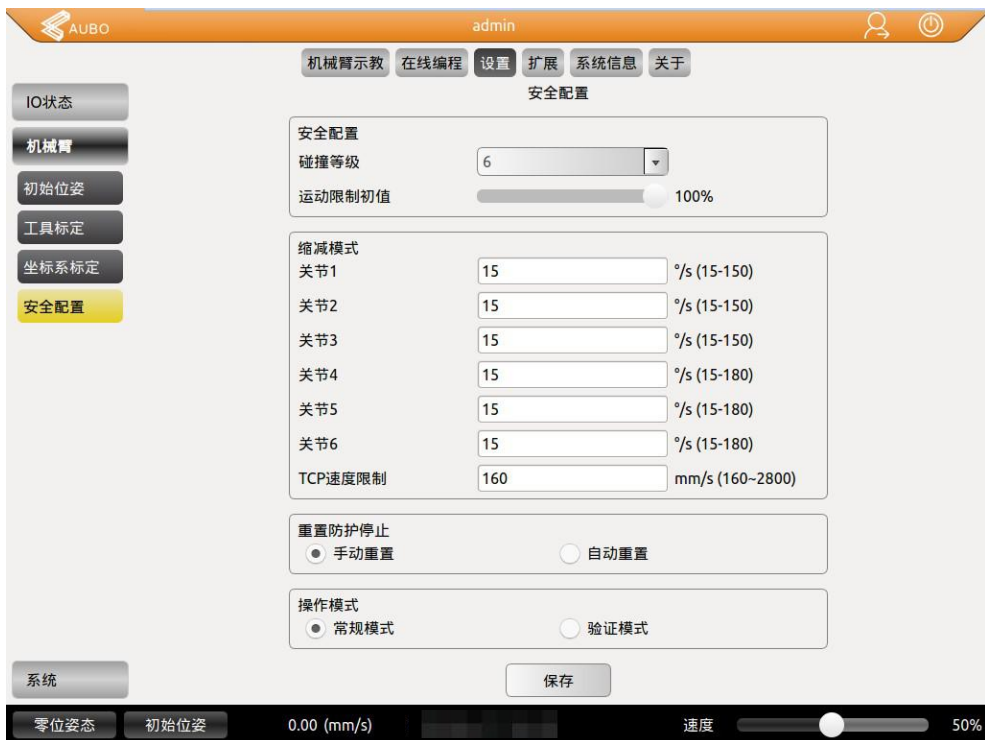 AUBO
admin
机械臂示教 在线编程 设置 扩展 系统信息 关于
安全配置
IO状态
机械臂
初始位姿
工具标定
坐标系标定
安全配置
安全配置
碰撞等级 6
运动限制初值 100%
缩减模式
关节1 15 °/s (15-150)
关节2 15 °/s (15-150)
关节3 15 °/s (15-150)
关节4 15 °/s (15-180)
关节5 15 °/s (15-180)
关节6 15 °/s (15-180)
TCP速度限制 160 mm/s (160~2800)
重置防护停止
手动重置 自动重置
操作模式
常规模式 验证模式
系统
保存
零位姿态 初始位姿 0.00 (mm/s) 速度 50%